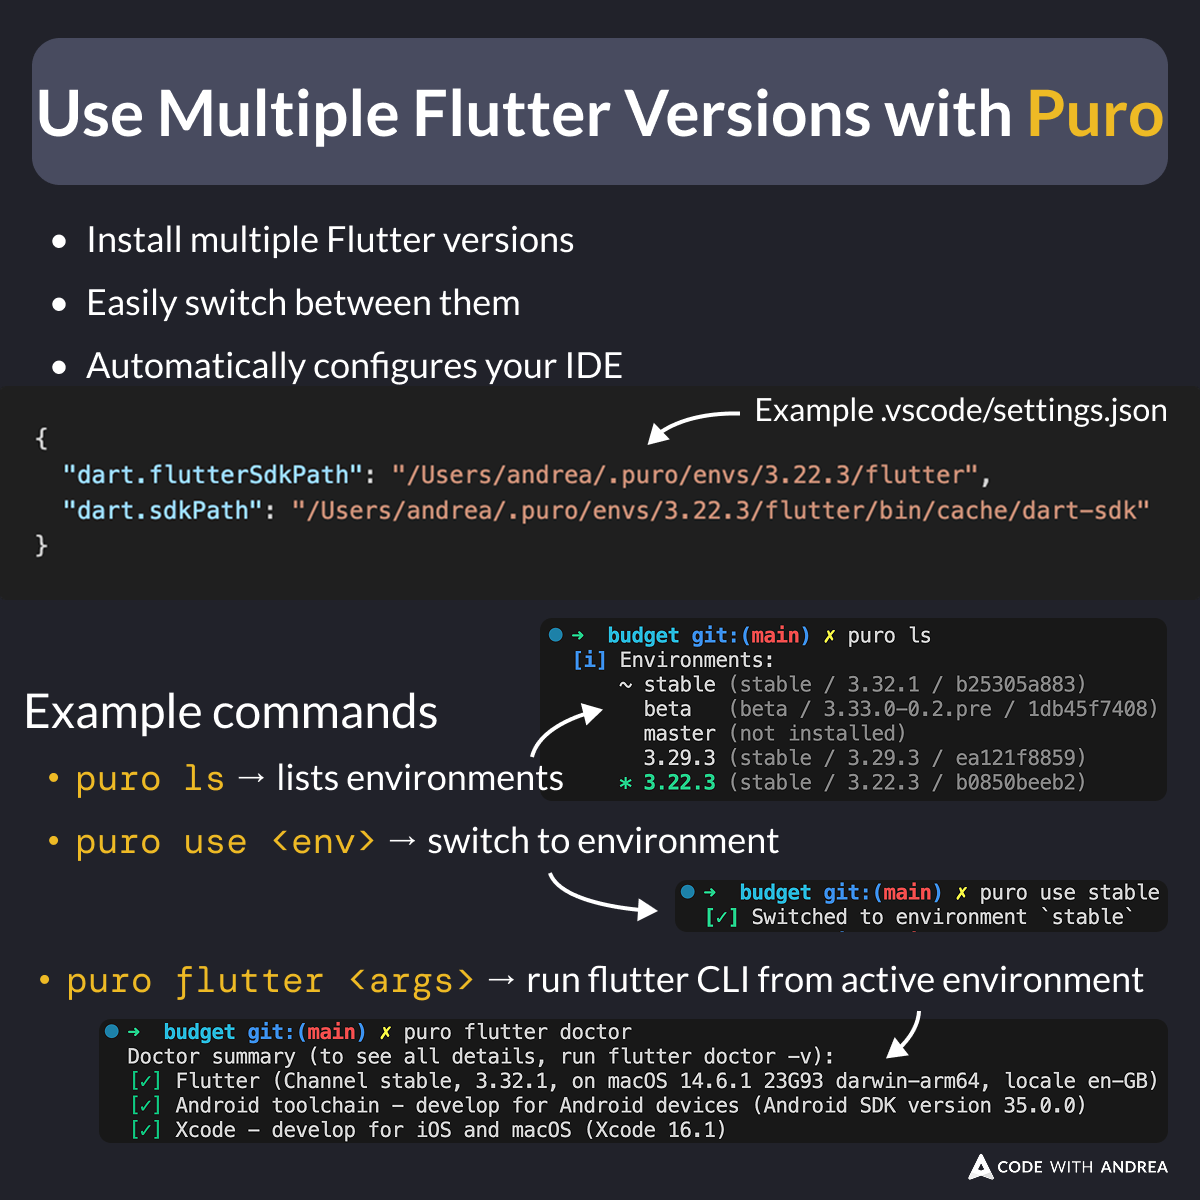 Use Multiple Flutter Versions with Puro
• Install multiple Flutter versions
• Easily switch between them
• Automatically configures your IDE
Example .vscode/settings.json
{
  "dart.flutterSdkPath": "/Users/andrea/.puro/envs/3.22.3/flutter",
  "dart.sdkPath": "/Users/andrea/.puro/envs/3.22.3/flutter/bin/cache/dart-sdk"
}
➜ budget git:(main) ✗ puro ls
[i] Environments:
~ stable (stable / 3.32.1 / b25305a883)
beta (beta / 3.33.0-0.2.pre / 1db45f7408)
master (not installed)
3.29.3 (stable / 3.29.3 / ea121f8859)
* 3.22.3 (stable / 3.22.3 / b0850beeb2)
Example commands
• puro ls → lists environments
• puro use <env> → switch to environment
➜ budget git:(main) ✗ puro use stable
[✓] Switched to environment `stable`
• puro flutter <args> → run flutter CLI from active environment
➜ budget git:(main) ✗ puro flutter doctor
Doctor summary (to see all details, run flutter doctor -v):
[✓] Flutter (Channel stable, 3.32.1, on macOS 14.6.1 23G93 darwin-arm64, locale en-GB)
[✓] Android toolchain - develop for Android devices (Android SDK version 35.0.0)
[✓] Xcode - develop for iOS and macOS (Xcode 16.1)
CODE WITH ANDREA